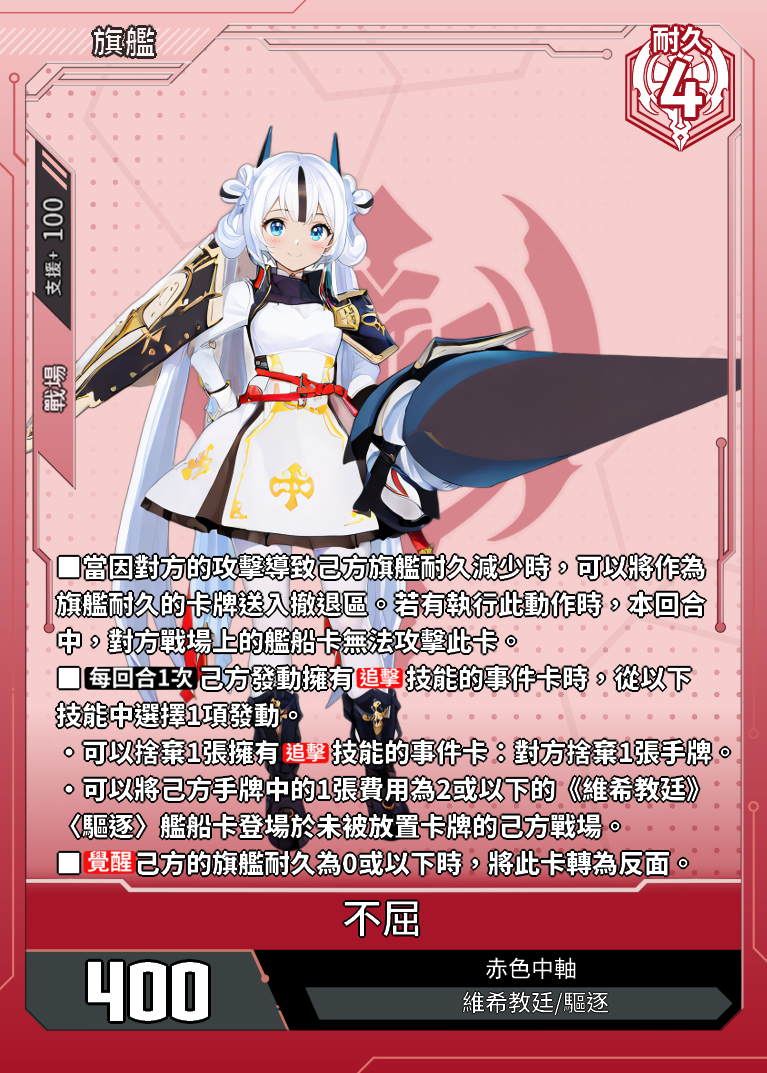 旗艦
耐久
4
支援+ 100
戰場
■當因對方的攻擊導致己方旗艦耐久減少時，可以將作為
旗艦耐久的卡牌送入撤退區。若有執行此動作時，本回合
中，對方戰場上的艦船卡無法攻擊此卡。
■每回合1次己方發動擁有追擊技能的事件卡時，從以下
技能中選擇1項發動。
・可以捨棄1張擁有追擊技能的事件卡：對方捨棄1張手牌。
・可以將己方手牌中的1張費用為2或以下的《維希教廷》
〈驅逐〉艦船卡登場於未被放置卡牌的己方戰場。
■覺醒己方的旗艦耐久為0或以下時，將此卡轉為反面。
不屈
400
赤色中軸
維希教廷/驅逐